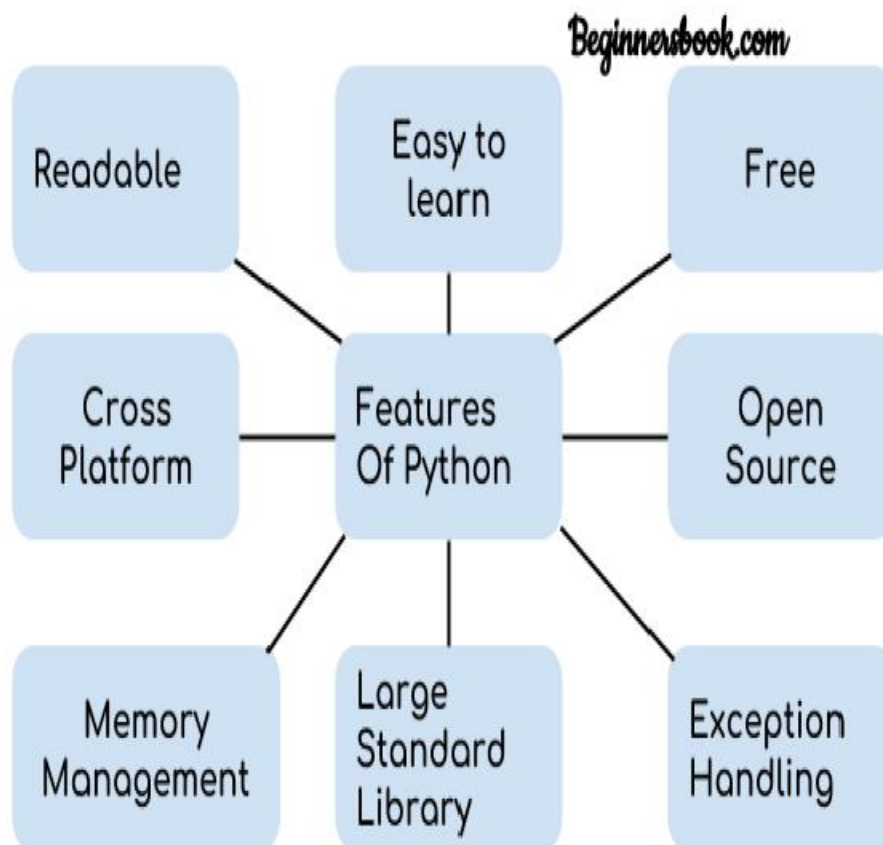 Beginnersbook.com
Readable
Easy to
learn
Free
Cross
Platform
Features
Of Python
Open
Source
Memory
Management
Large
Standard
Library
Exception
Handling